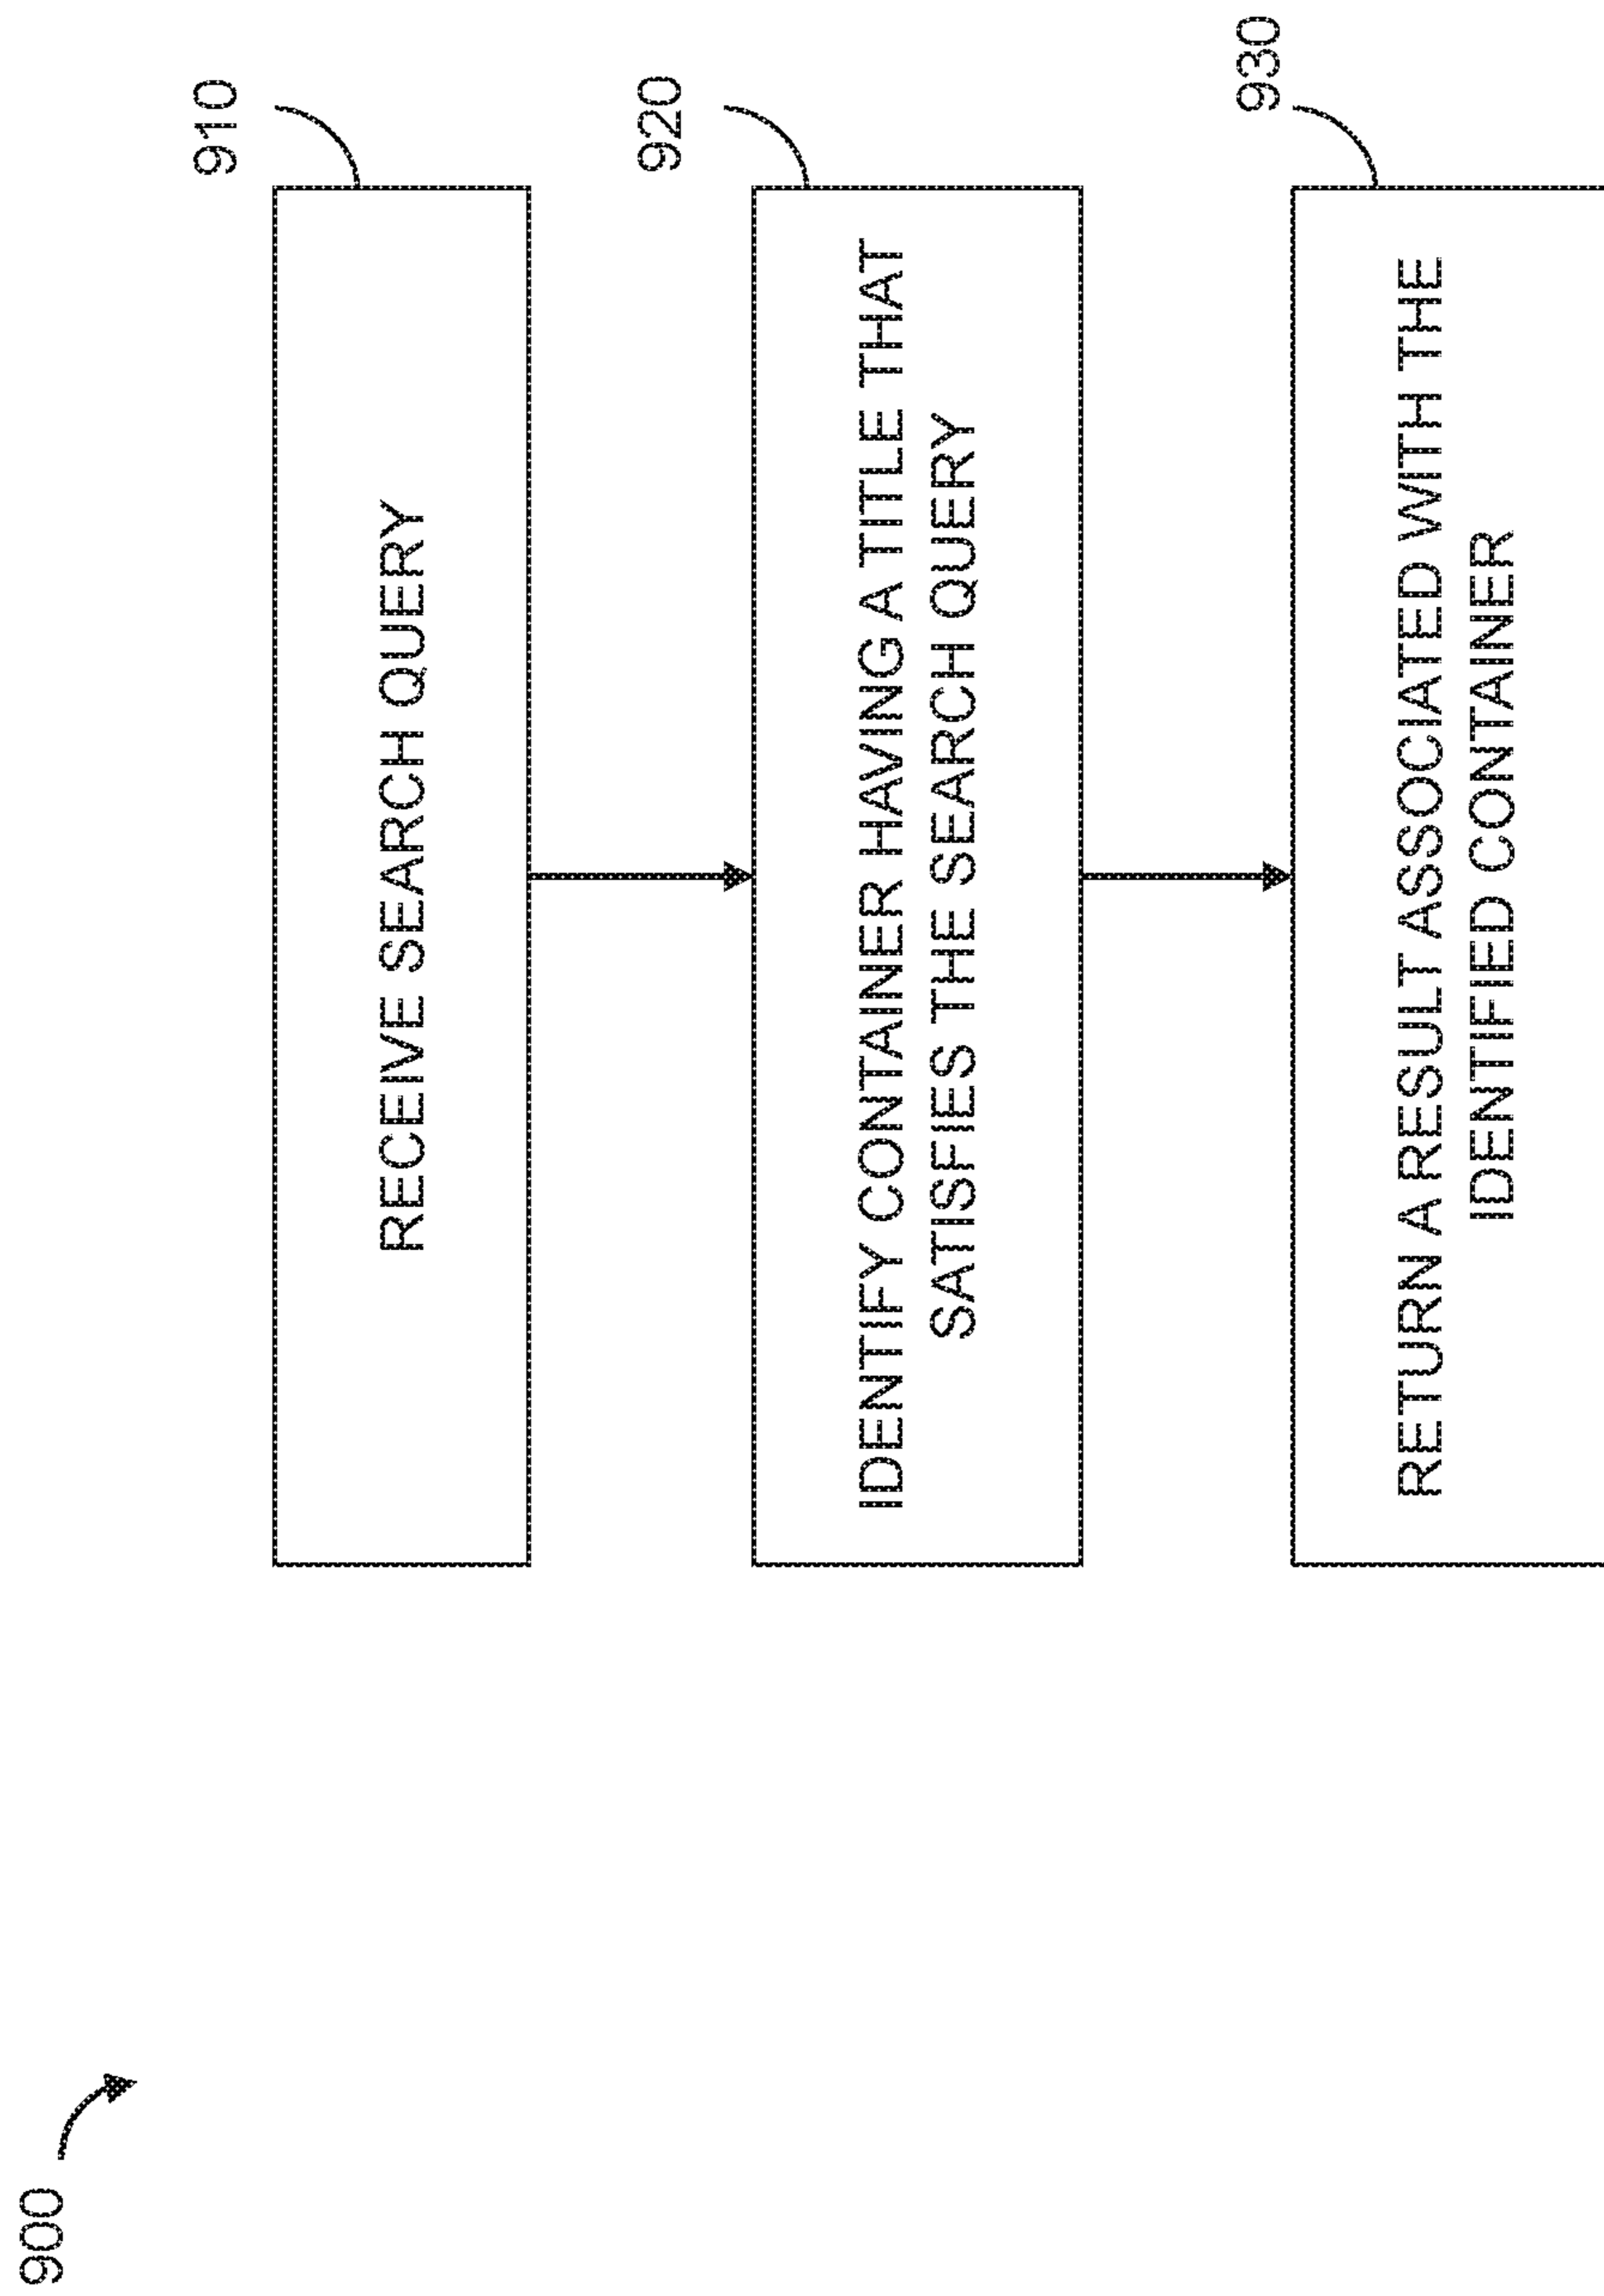 900
910
RECEIVE SEARCH QUERY
920
IDENTIFY CONTAINER HAVING A TITLE THAT
SATISFIES THE SEARCH QUERY
930
RETURN A RESULT ASSOCIATED WITH THE
IDENTIFIED CONTAINER